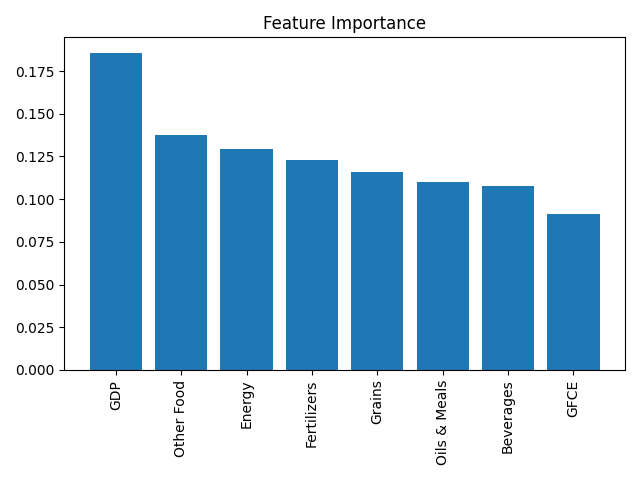 Feature Importance
0.175
0.150
0.125
0.100
0.075
0.050
0.025
0.000
GDP
Other Food
Energy
Fertilizers
Grains
Oils & Meals
Beverages
GFCE